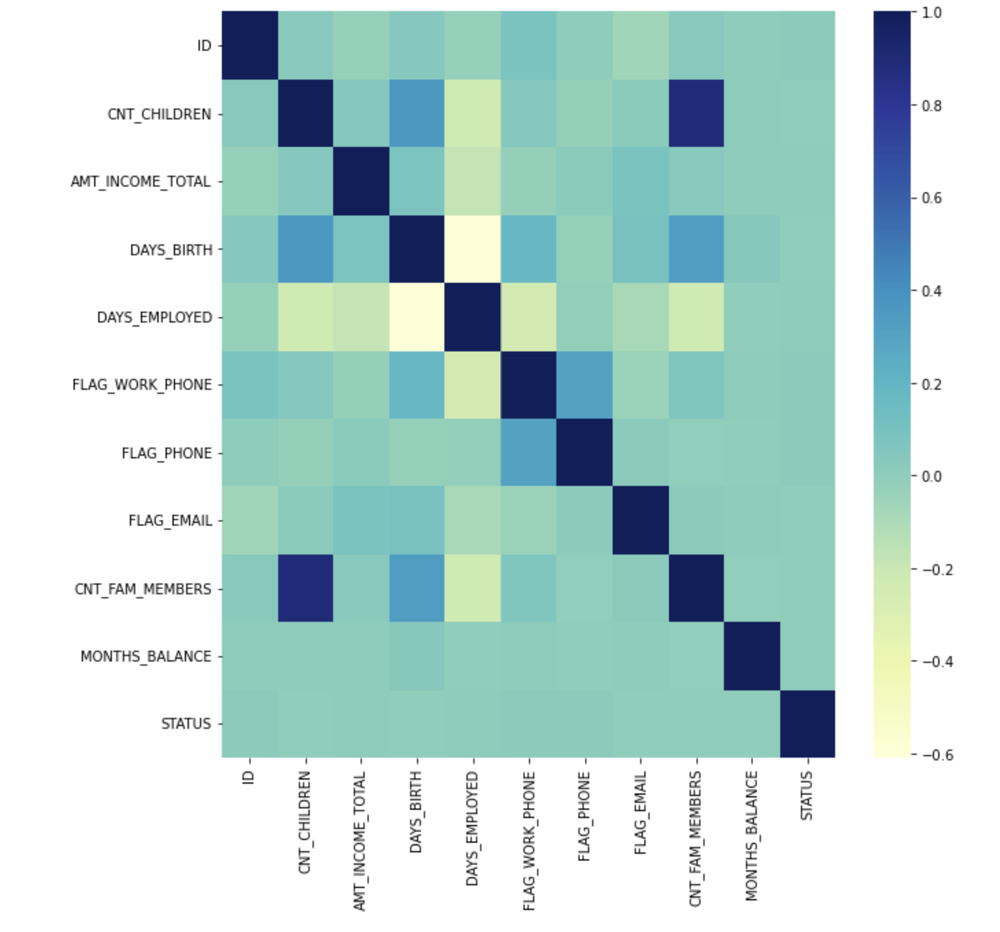 ID
CNT_CHILDREN
AMT_INCOME_TOTAL
DAYS_BIRTH
DAYS_EMPLOYED
FLAG_WORK_PHONE
FLAG_PHONE
FLAG_EMAIL
CNT_FAM_MEMBERS
MONTHS_BALANCE
STATUS
ID
CNT_CHILDREN
AMT_INCOME_TOTAL
DAYS_BIRTH
DAYS_EMPLOYED
FLAG_WORK_PHONE
FLAG_PHONE
FLAG_EMAIL
CNT_FAM_MEMBERS
MONTHS_BALANCE
STATUS
1.0
0.8
0.6
0.4
0.2
0.0
−0.2
−0.4
−0.6